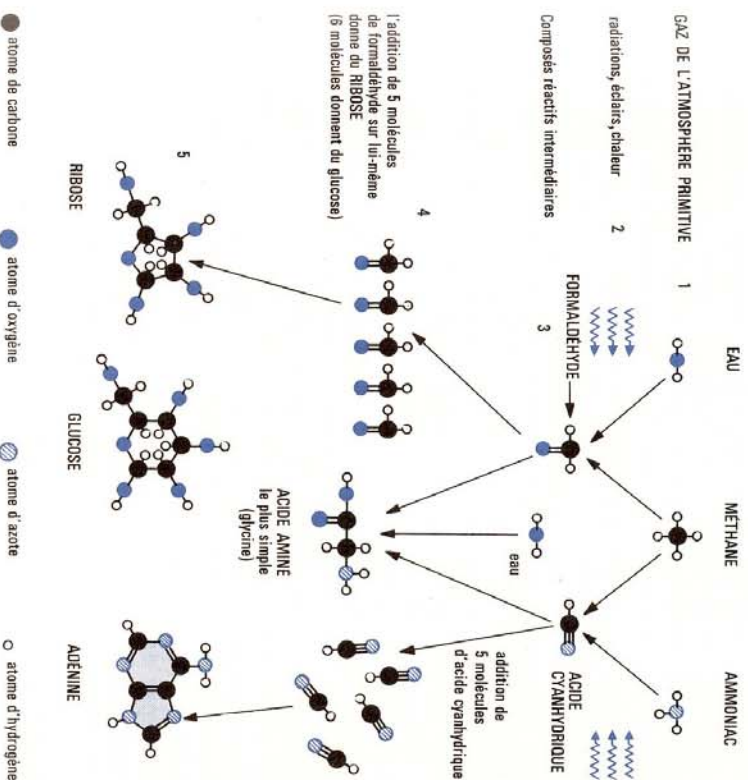 EAU
MÉTHANE
AMMONIAC
GAZ DE L'ATMOSPHÈRE PRIMITIVE
1
radiations, éclairs, chaleur
2
Composés réactifs intermédiaires
FORMALDÉHYDE
3
ACIDE
CYANHYDRIQUE
eau
addition de
5 molécules
d'acide cyanhydrique
4
l'addition de 5 molécules
de formaldéhyde sur lui-même
donne du RIBOSE
(6 molécules donnent du glucose)
ACIDE AMINÉ
le plus simple
(glycine)
5
RIBOSE
GLUCOSE
ADÉNINE
atome de carbone
atome d'oxygène
atome d'azote
atome d'hydrogène